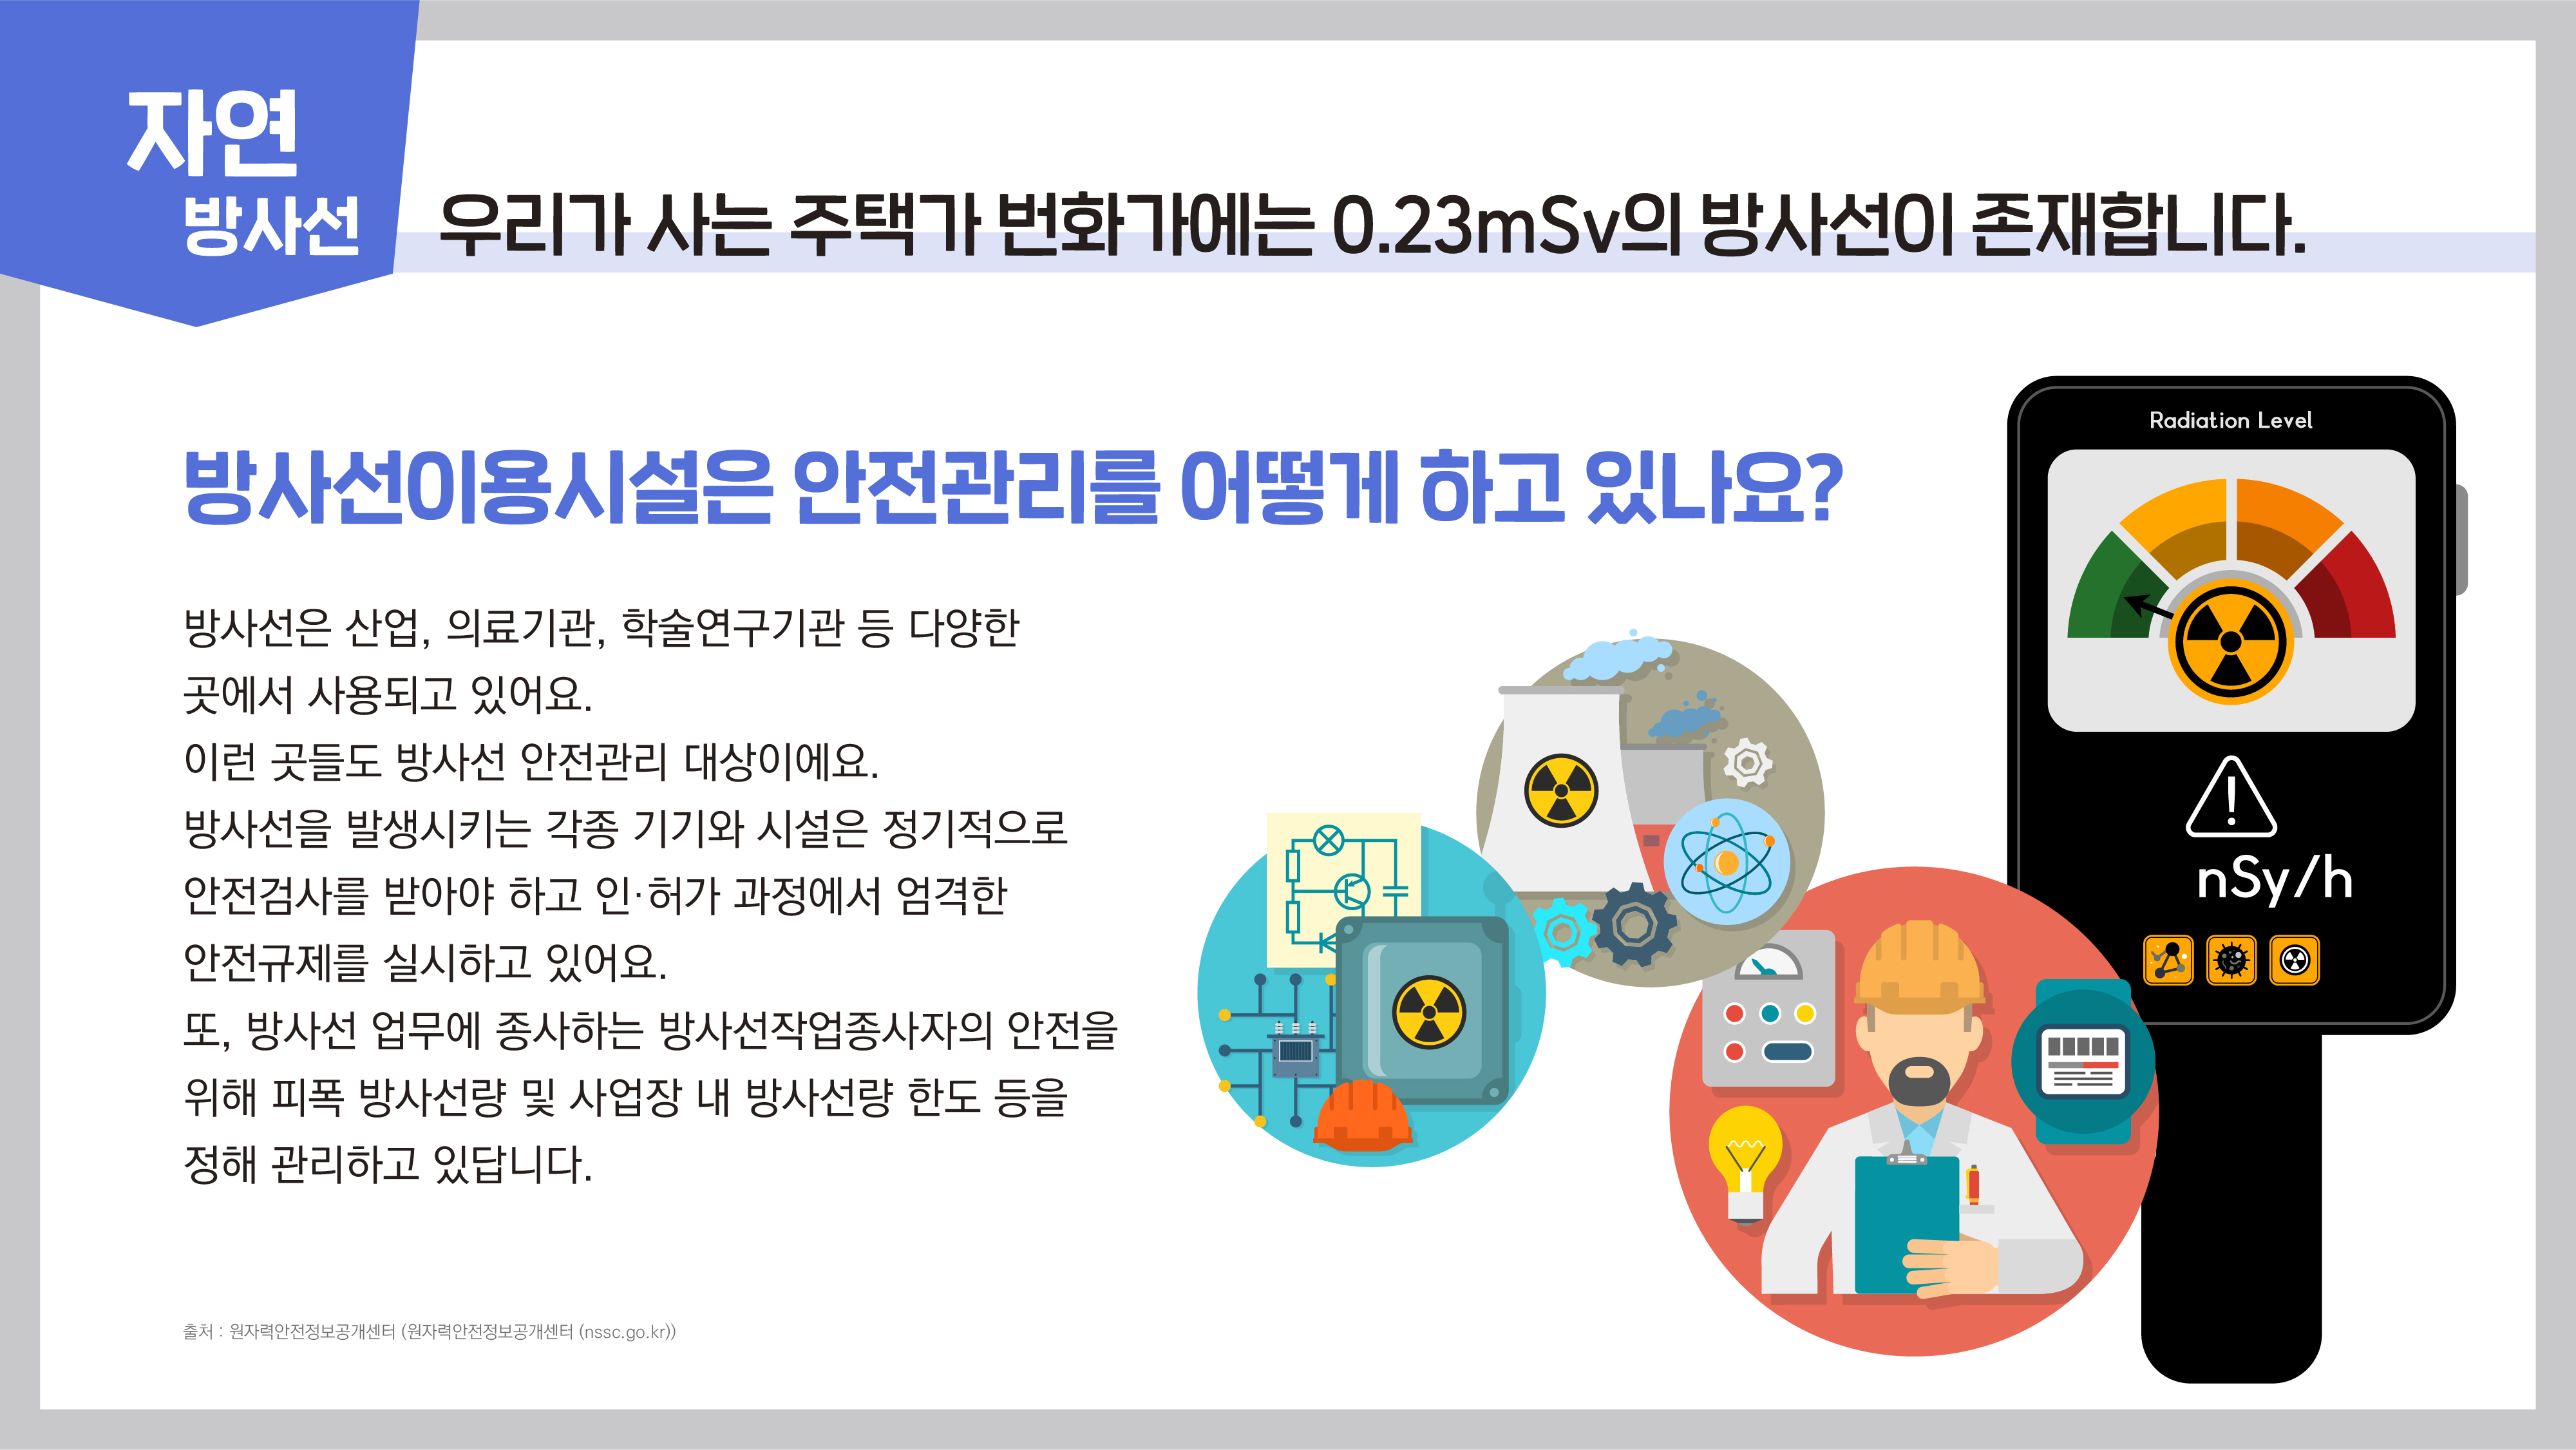 자연
방사선
우리가 사는 주택가 번화가에는 0.23mSv의 방사선이 존재합니다.
방사선이용시설은 안전관리를 어떻게 하고 있나요?
방사선은 산업, 의료기관, 학술연구기관 등 다양한
곳에서 사용되고 있어요.
이런 곳들도 방사선 안전관리 대상이에요.
방사선을 발생시키는 각종 기기와 시설은 정기적으로
안전검사를 받아야 하고 인·허가 과정에서 엄격한
안전규제를 실시하고 있어요.
또, 방사선 업무에 종사하는 방사선작업종사자의 안전을
위해 피폭 방사선량 및 사업장 내 방사선량 한도 등을
정해 관리하고 있답니다.
출처 : 원자력안전정보공개센터 (원자력안전정보공개센터 (nssc.go.kr))
Radiation Level
nSy/h